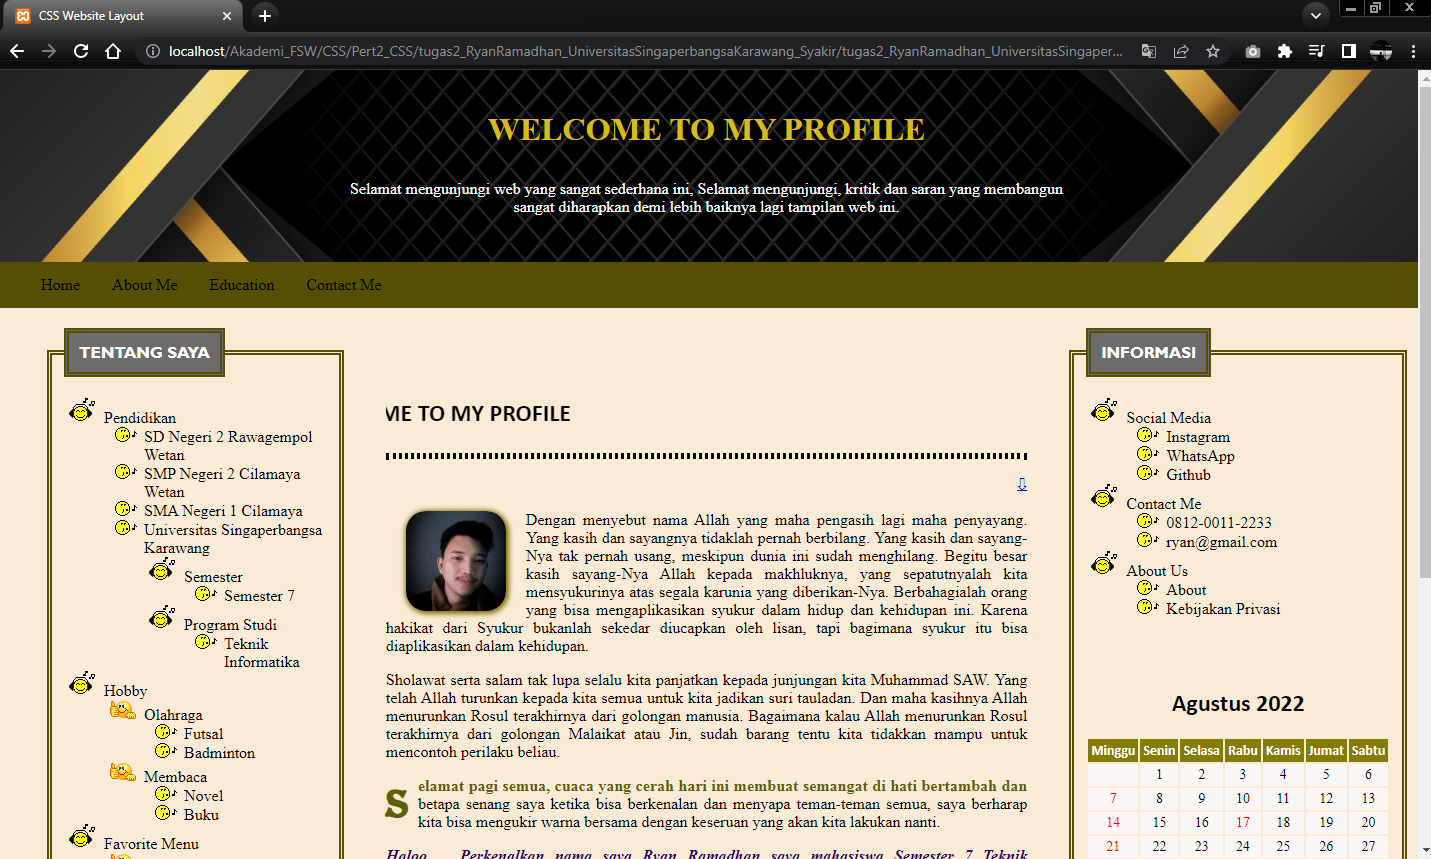 CSS Website Layout
localhost/Akademi_FSW/CSS/Pert2_CSS/tugas2_RyanRamadhan_UniversitasSingaperbangsaKarawang_Syakir/tugas2_RyanRamadhan_UniversitasSingaper...
WELCOME TO MY PROFILE
Selamat mengunjungi web yang sangat sederhana ini, Selamat mengunjungi, kritik dan saran yang membangun
sangat diharapkan demi lebih baiknya lagi tampilan web ini.
Home About Me Education Contact Me
TENTANG SAYA
Pendidikan
SD Negeri 2 Rawagempol
Wetan
SMP Negeri 2 Cilamaya
Wetan
SMA Negeri 1 Cilamaya
Universitas Singaperbangsa
Karawang
Semester
Semester 7
Program Studi
Teknik
Informatika
Hobby
Olahraga
Futsal
Badminton
Membaca
Novel
Buku
Favorite Menu
ME TO MY PROFILE
⇩
Dengan menyebut nama Allah yang maha pengasih lagi maha penyayang.
Yang kasih dan sayangnya tidaklah pernah berbilang. Yang kasih dan sayang-
Nya tak pernah usang, meskipun dunia ini sudah menghilang. Begitu besar
kasih sayang-Nya Allah kepada makhluknya, yang sepatutnyalah kita
mensyukurinya atas segala karunia yang diberikan-Nya. Berbahagialah orang
yang bisa mengaplikasikan syukur dalam hidup dan kehidupan ini. Karena
hakikat dari Syukur bukanlah sekedar diucapkan oleh lisan, tapi bagaimana syukur itu bisa
diaplikasikan dalam kehidupan.
Sholawat serta salam tak lupa selalu kita panjatkan kepada junjungan kita Muhammad SAW. Yang
telah Allah turunkan kepada kita semua untuk kita jadikan suri tauladan. Dan maha kasihnya Allah
menurunkan Rosul terakhirnya dari golongan manusia. Bagaimana kalau Allah menurunkan Rosul
terakhirnya dari golongan Malaikat atau Jin, sudah barang tentu kita tidakkan mampu untuk
mencontoh perilaku beliau.
Selamat pagi semua, cuaca yang cerah hari ini membuat semangat di hati bertambah dan
betapa senang saya ketika bisa berkenalan dan menyapa teman-teman semua, saya berharap
kita bisa mengukir warna bersama dengan keseruan yang akan kita lakukan nanti.
Haloo... Perkenalkan nama saya Ryan Ramadhan saya mahasiswa Semester 7 Teknik
INFORMASI
Social Media
Instagram
WhatsApp
Github
Contact Me
0812-0011-2233
ryan@gmail.com
About Us
About
Kebijakan Privasi
Agustus 2022
Minggu Senin Selasa Rabu Kamis Jumat Sabtu
1 2 3 4 5 6
7 8 9 10 11 12 13
14 15 16 17 18 19 20
21 22 23 24 25 26 27